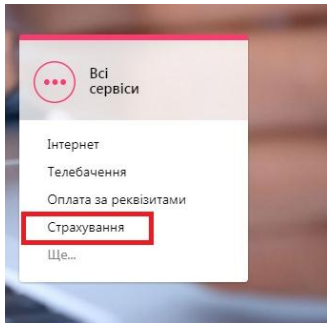 Всі
сервіси
Інтернет
Телебачення
Оплата за реквізитами
Страхування
Ще...